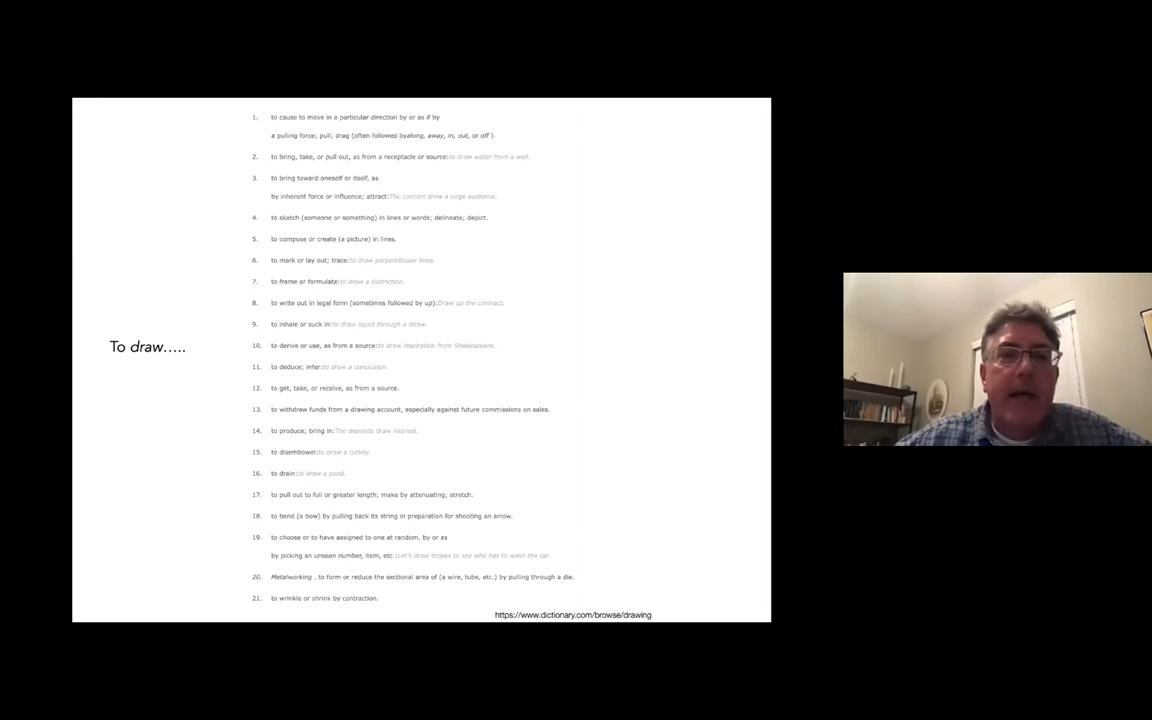 1. to cause to move in a particular direction by or as if by
a pulling force; pull; drag (often followed byalong, away, in, out, or off ).
2. to bring, take, or pull out, as from a receptacle or source:to draw water from a well.
3. to bring toward oneself or itself, as
by inherent force or influence; attract:The concert drew a large audience.
4. to sketch (someone or something) in lines or words; delineate; depict.
5. to compose or create (a picture) in lines.
6. to mark or lay out; trace:to draw perpendicular lines.
7. to frame or formulate:to draw a distinction.
8. to write out in legal form (sometimes followed by up):Draw up the contract.
9. to inhale or suck in:to draw liquid through a straw.
To draw.....
10. to derive or use, as from a source:to draw inspiration from Shakespeare.
11. to deduce; infer:to draw a conclusion.
12. to get, take, or receive, as from a source.
13. to withdraw funds from a drawing account, especially against future commissions on sales.
14. to produce; bring in:The deposits draw interest.
15. to disembowel:to draw a turkey.
16. to drain:to draw a pond.
17. to pull out to full or greater length; make by attenuating; stretch.
18. to bend (a bow) by pulling back its string in preparation for shooting an arrow.
19. to choose or to have assigned to one at random, by or as
by picking an unseen number, item, etc.:Let's draw straws to see who has to wash the car.
20. Metalworking . to form or reduce the sectional area of (a wire, tube, etc.) by pulling through a die.
21. to wrinkle or shrink by contraction.
https://www.dictionary.com/browse/drawing